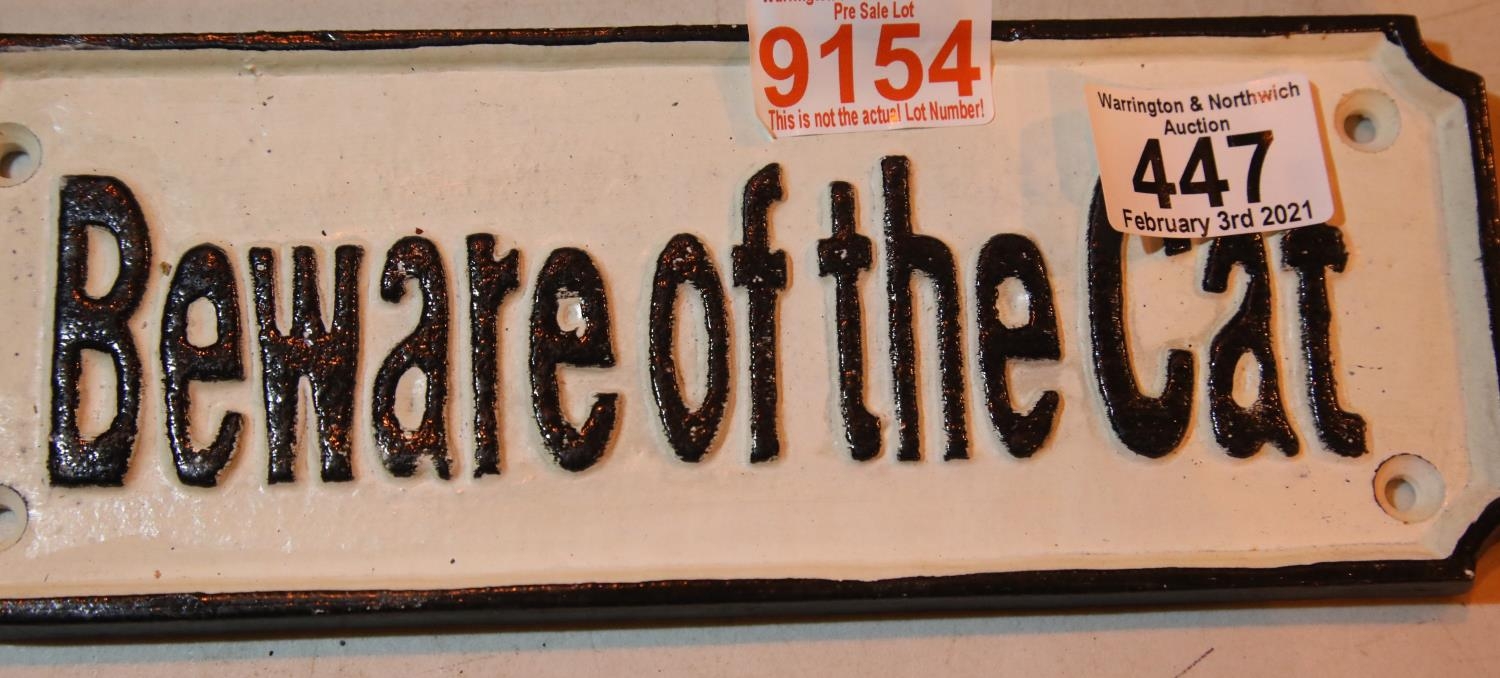 Pre Sale Lot
9154
This is not the actual Lot Number!
Warrington & Northwich
Auction
447
February 3rd 2021
Beware of the Cat